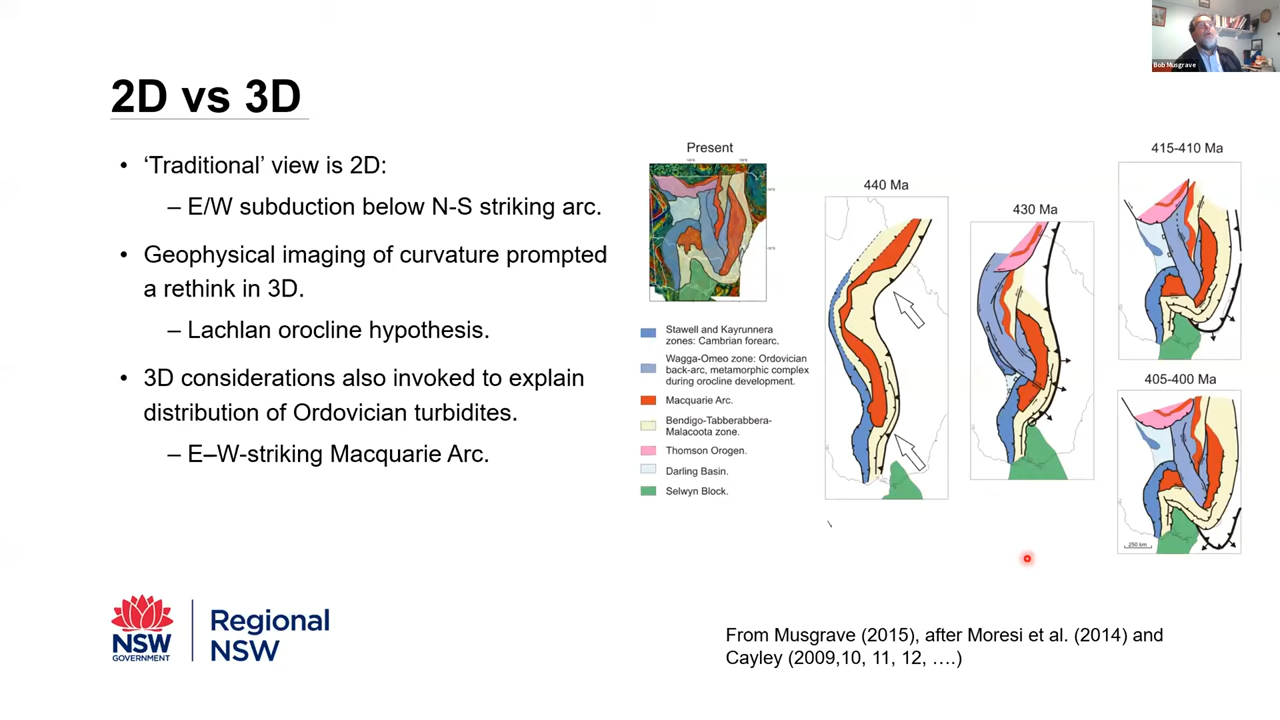 Bob Musgrave
2D vs 3D
• ‘Traditional’ view is 2D:
– E/W subduction below N-S striking arc.
• Geophysical imaging of curvature prompted
a rethink in 3D.
– Lachlan orocline hypothesis.
• 3D considerations also invoked to explain
distribution of Ordovician turbidites.
– E–W-striking Macquarie Arc.
Present
440 Ma
430 Ma
415-410 Ma
405-400 Ma
250 km
Stawell and Kayrunnera
zones: Cambrian forearc.
Wagga-Omeo zone: Ordovician
back-arc, metamorphic complex
during orocline development.
Macquarie Arc.
Bendigo-Tabberabbera-
Malacoota zone.
Thomson Orogen.
Darling Basin.
Selwyn Block.
NSW
GOVERNMENT
Regional
NSW
From Musgrave (2015), after Moresi et al. (2014) and
Cayley (2009,10, 11, 12, ….)